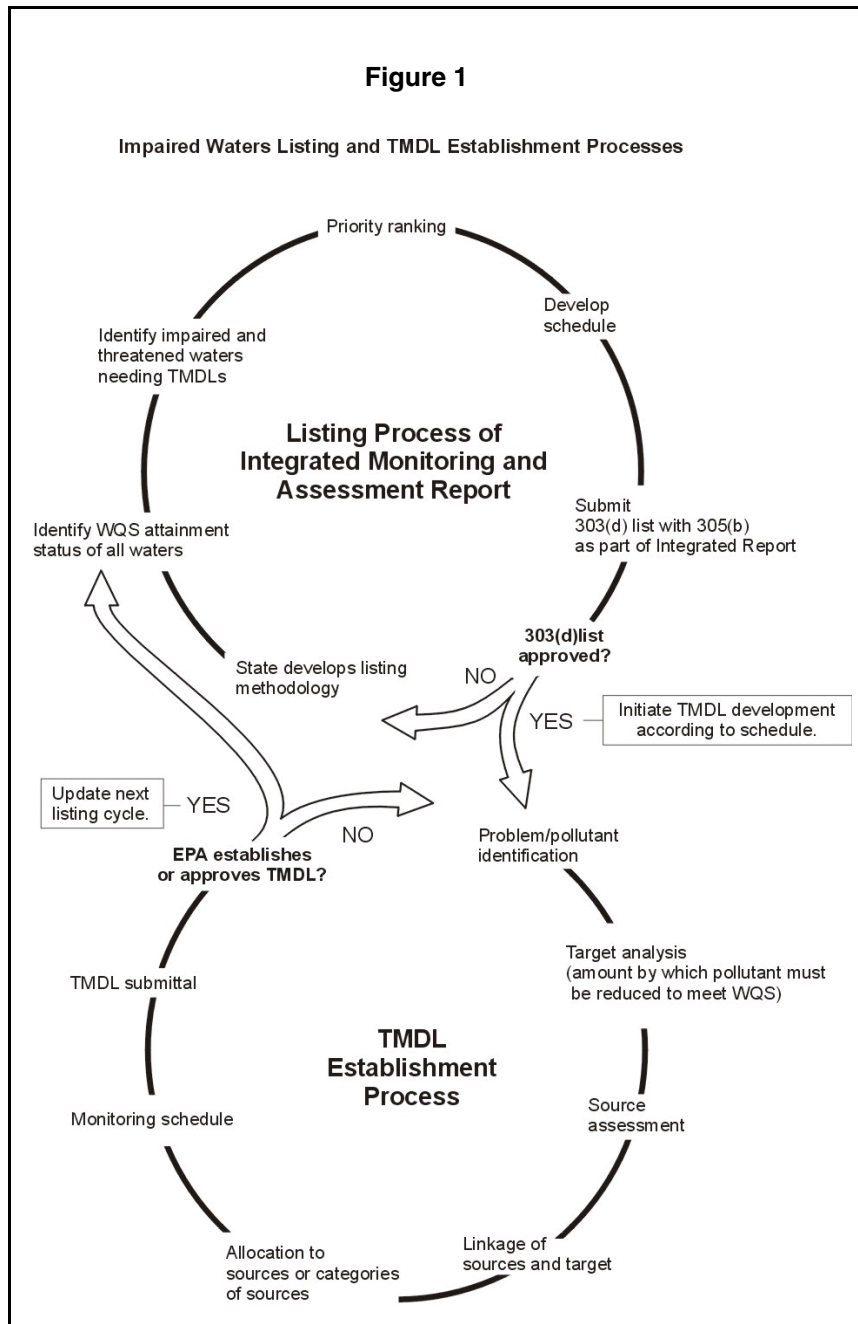 Figure 1
Impaired Waters Listing and TMDL Establishment Processes
Priority ranking
Develop
schedule
Identify impaired and
threatened waters
needing TMDLs
Listing Process of
Integrated Monitoring and
Assessment Report
Submit
303(d) list with 305(b)
as part of Integrated Report
Identify WQS attainment
status of all waters
303(d)list
approved?
State develops listing
methodology
NO
YES
Initiate TMDL development
according to schedule.
Update next
listing cycle.
YES
NO
EPA establishes
or approves TMDL?
Problem/pollutant
identification
Target analysis
(amount by which pollutant must
be reduced to meet WQS)
TMDL submittal
TMDL
Establishment
Process
Source
assessment
Monitoring schedule
Linkage of
sources and target
Allocation to
sources or categories
of sources